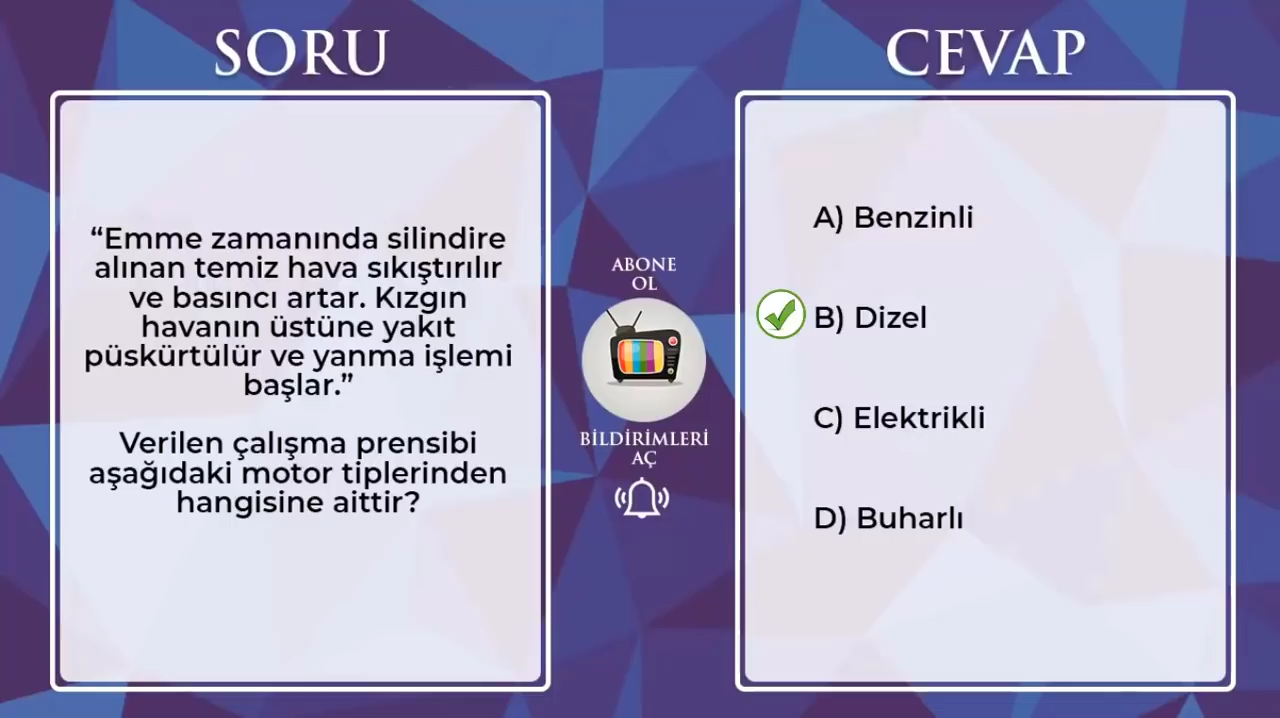 SORU
“Emme zamanında silindire
alınan temiz hava sıkıştırılır
ve basıncı artar. Kızgın
havanın üstüne yakıt
püskürtülür ve yanma işlemi
başlar.”
Verilen çalışma prensibi
aşağıdaki motor tiplerinden
hangisine aittir?
ABONE
OL
BİLDİRİMLERİ
AÇ
CEVAP
A) Benzinli
B) Dizel
C) Elektrikli
D) Buharlı